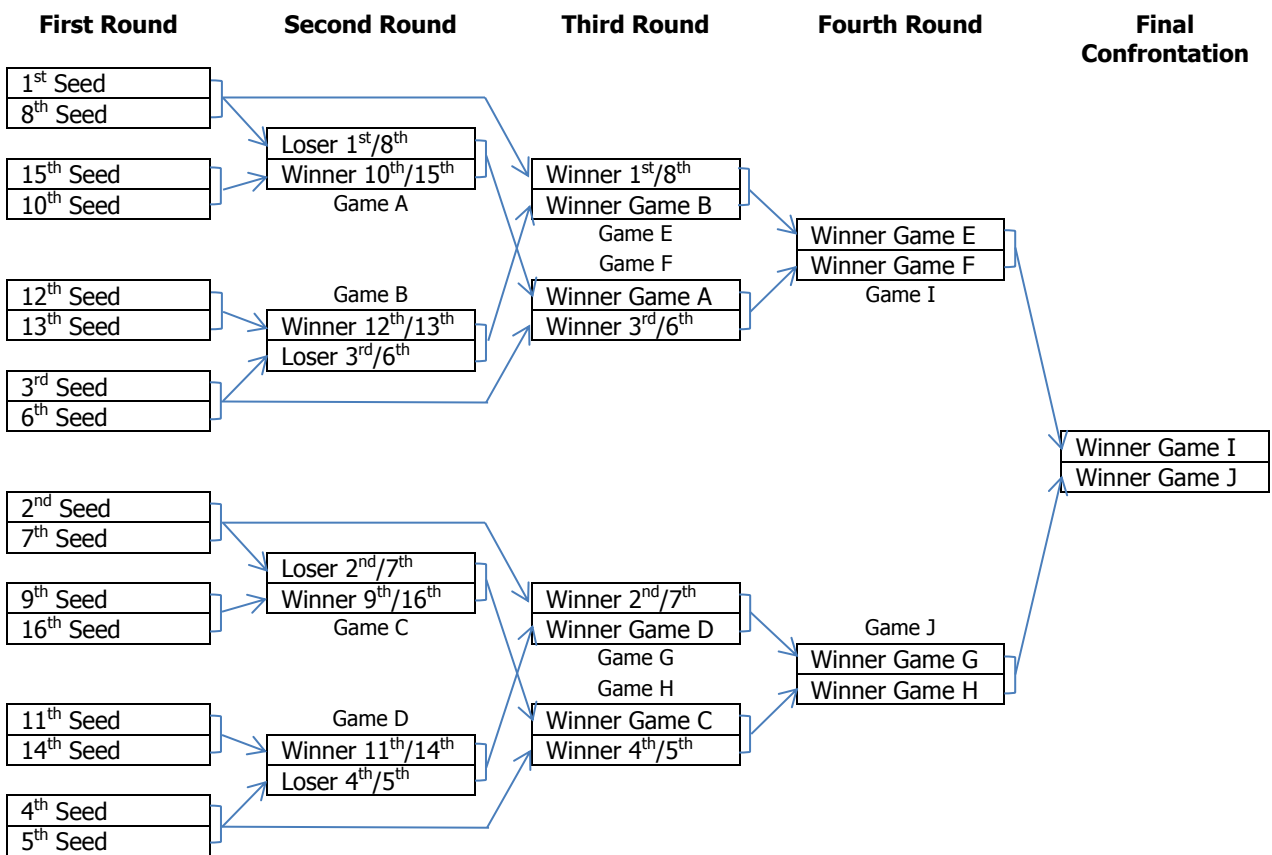 First Round
Second Round
Third Round
Fourth Round
Final
Confrontation
1st Seed
8th Seed
15th Seed
10th Seed
12th Seed
13th Seed
3rd Seed
6th Seed
2nd Seed
7th Seed
9th Seed
16th Seed
11th Seed
14th Seed
4th Seed
5th Seed
Loser 1st/8th
Winner 10th/15th
Game A
Game B
Winner 12th/13th
Loser 3rd/6th
Loser 2nd/7th
Winner 9th/16th
Game C
Game D
Winner 11th/14th
Loser 4th/5th
Winner 1st/8th
Winner Game B
Game E
Game F
Winner Game A
Winner 3rd/6th
Winner 2nd/7th
Winner Game D
Game G
Game H
Winner Game C
Winner 4th/5th
Winner Game E
Winner Game F
Game I
Game J
Winner Game G
Winner Game H
Winner Game I
Winner Game J